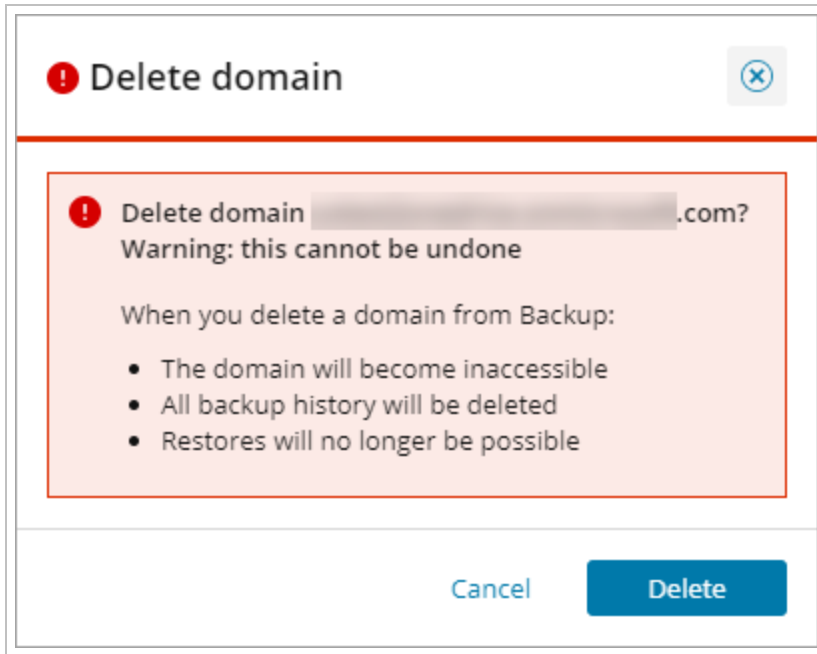 Delete domain
Delete domain .com?
Warning: this cannot be undone
When you delete a domain from Backup:
• The domain will become inaccessible
• All backup history will be deleted
• Restores will no longer be possible
Cancel
Delete